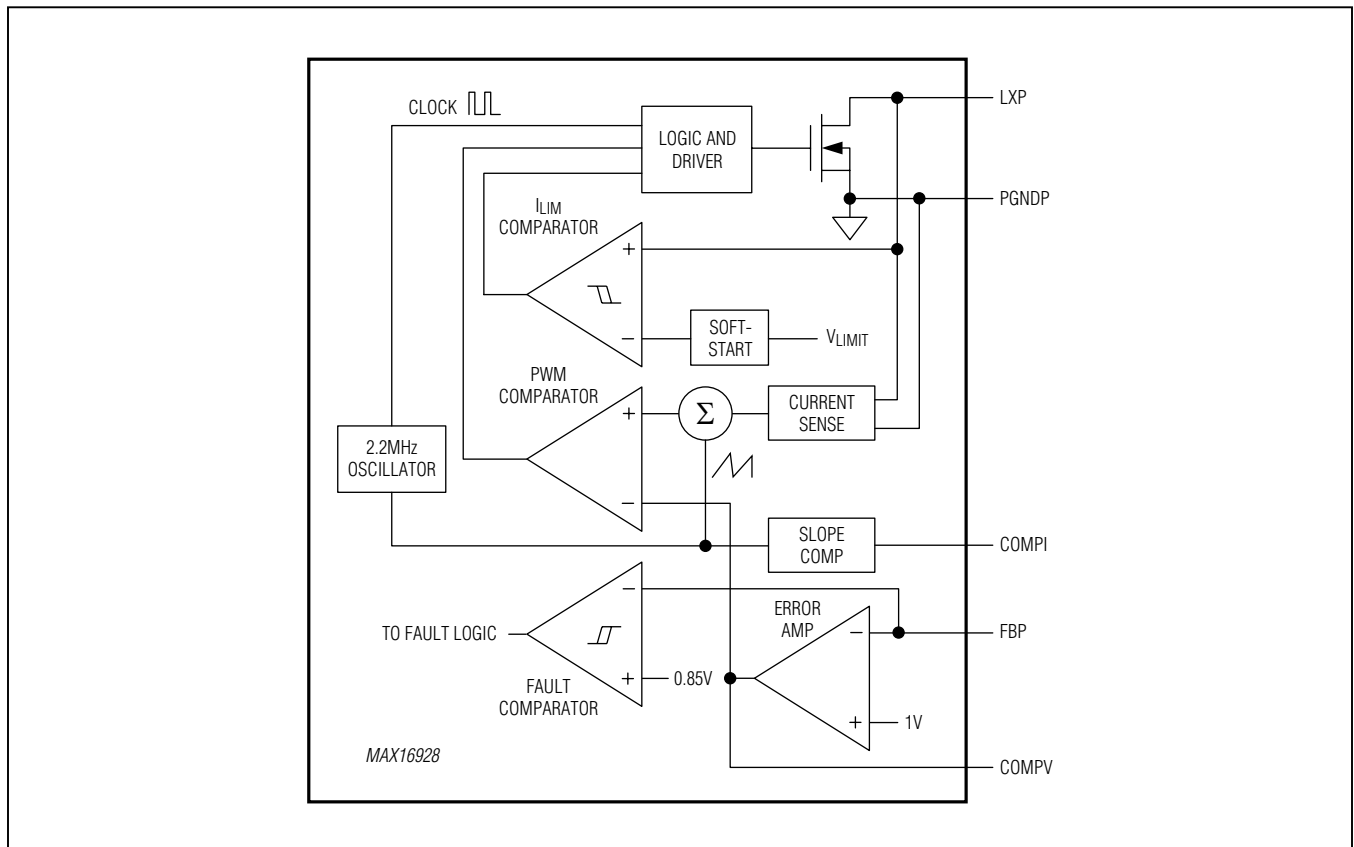 CLOCK
LXP
LOGIC AND
DRIVER
PGNDP
ILIM
COMPARATOR
+
−
SOFT-
START
VLIMIT
PWM
COMPARATOR
+
Σ
CURRENT
SENSE
2.2MHz
OSCILLATOR
−
SLOPE
COMP
COMPI
−
ERROR
AMP
−
FBP
TO FAULT LOGIC
+
0.85V
FAULT
COMPARATOR
+
1V
MAX16928
COMPV